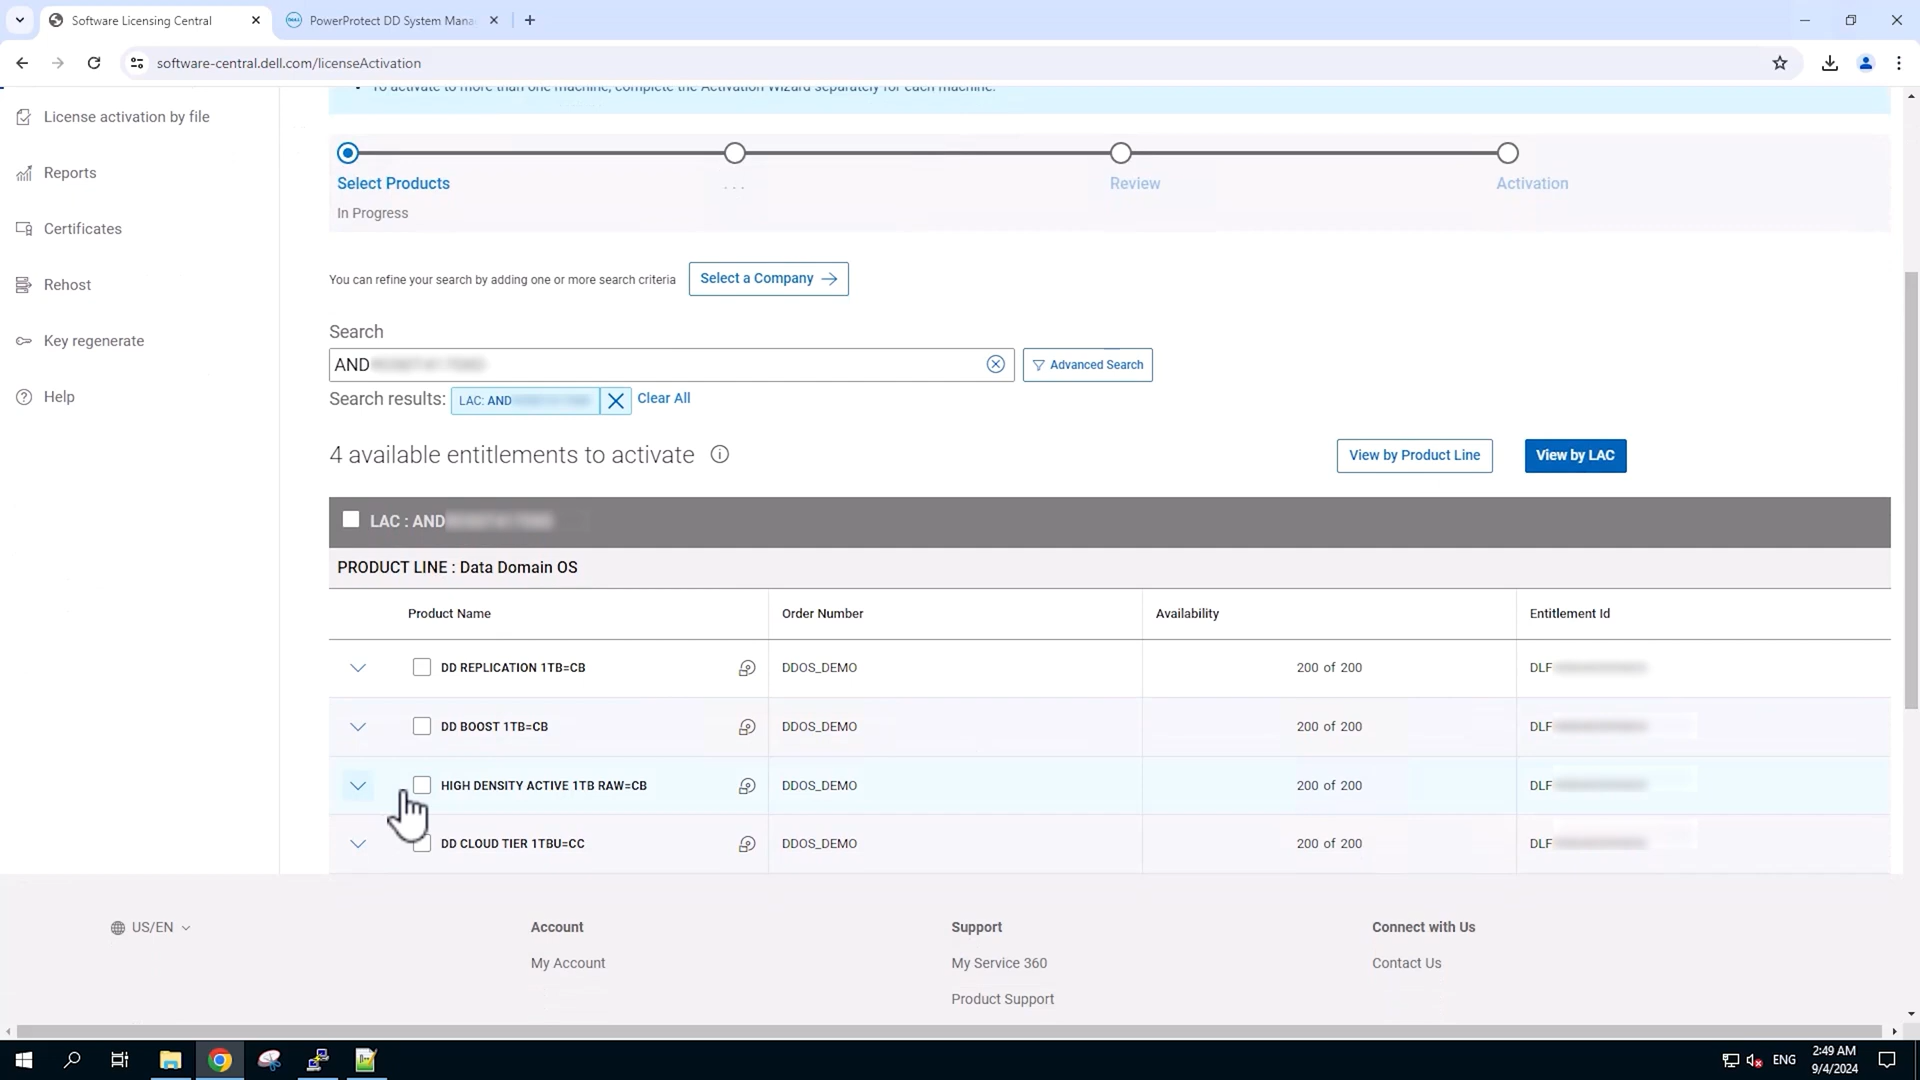 Software Licensing Central
PowerProtect DD System Mana
software-central.dell.com/licenseActivation
To activate to more than one machine, complete the Activation Wizard separately for each machine.
License activation by file
Reports
Certificates
Rehost
Key regenerate
Help
Select Products
. . .
Review
Activation
In Progress
You can refine your search by adding one or more search criteria
Select a Company
Search
AND
Advanced Search
Search results:
LAC: AND
Clear All
4 available entitlements to activate
View by Product Line
View by LAC
LAC : AND
PRODUCT LINE : Data Domain OS
Product Name
Order Number
Availability
Entitlement Id
DD REPLICATION 1TB=CB
DDOS_DEMO
200 of 200
DLF
DD BOOST 1TB=CB
DDOS_DEMO
200 of 200
DLF
HIGH DENSITY ACTIVE 1TB RAW=CB
DDOS_DEMO
200 of 200
DLF
DD CLOUD TIER 1TBU=CC
DDOS_DEMO
200 of 200
DLF
US/EN
Account
Support
Connect with Us
My Account
My Service 360
Contact Us
Product Support
ENG
2:49 AM
9/4/2024